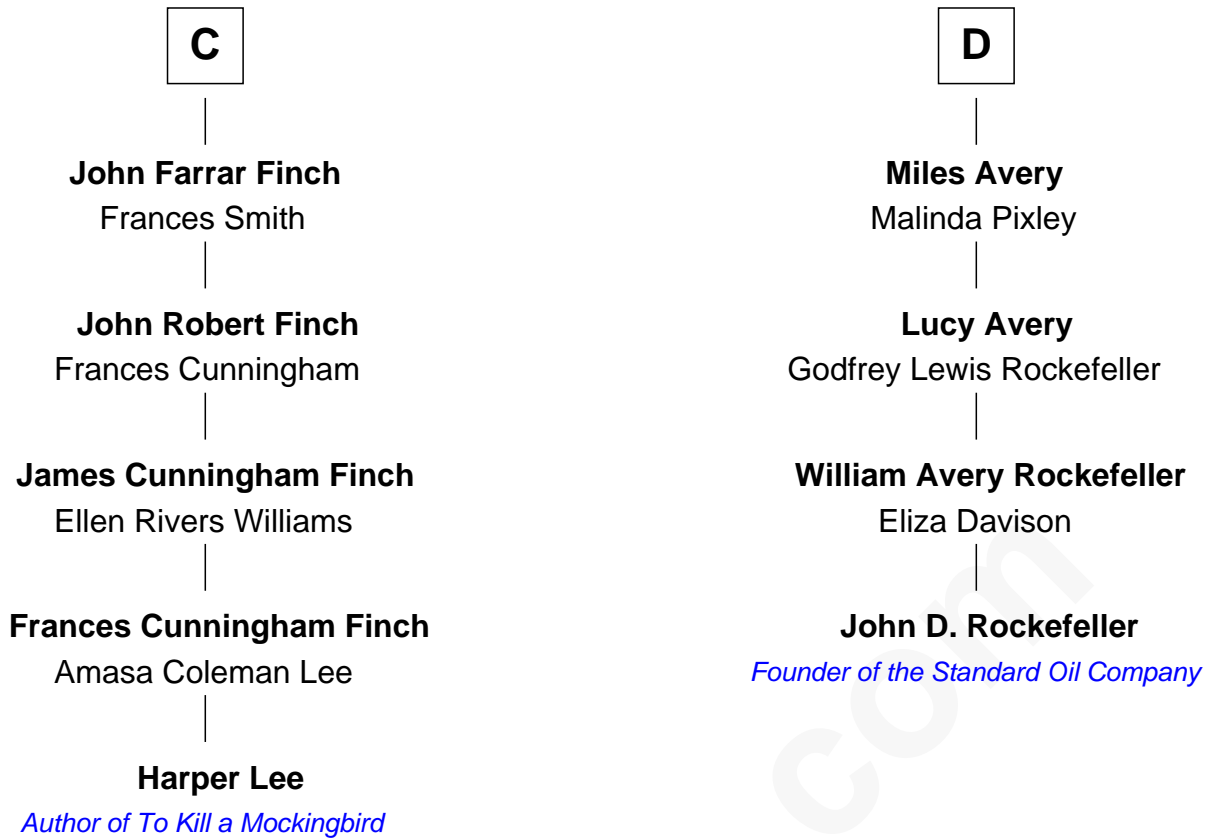 C
John Farrar Finch
Frances Smith
John Robert Finch
Frances Cunningham
James Cunningham Finch
Ellen Rivers Williams
Frances Cunningham Finch
Amasa Coleman Lee
Harper Lee
Author of To Kill a Mockingbird
D
Miles Avery
Malinda Pixley
Lucy Avery
Godfrey Lewis Rockefeller
William Avery Rockefeller
Eliza Davison
John D. Rockefeller
Founder of the Standard Oil Company
com